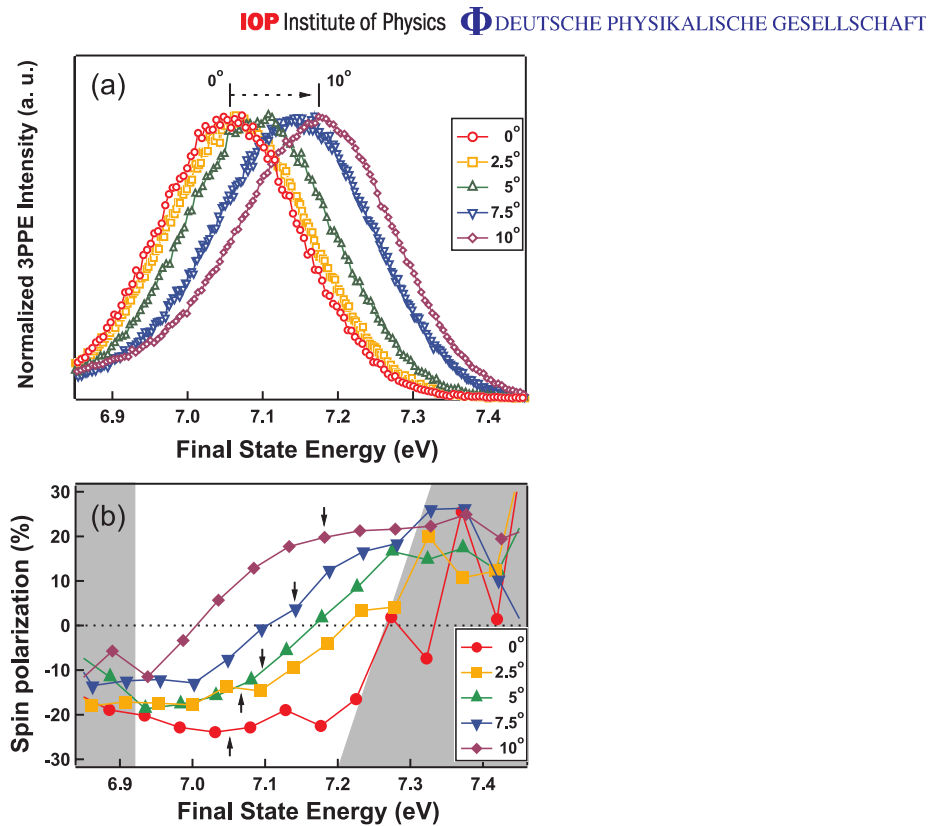 IOP Institute of Physics Φ DEUTSCHE PHYSIKALISCHE GESELLSCHAFT
(a)
0° 10°
Normalized 3PPE Intensity (a. u.)
0°
2.5°
5°
7.5°
10°
6.9 7.0 7.1 7.2 7.3 7.4
Final State Energy (eV)
(b)
Spin polarization (%)
30
20
10
0
-10
-20
-30
0°
2.5°
5°
7.5°
10°
6.9 7.0 7.1 7.2 7.3 7.4
Final State Energy (eV)